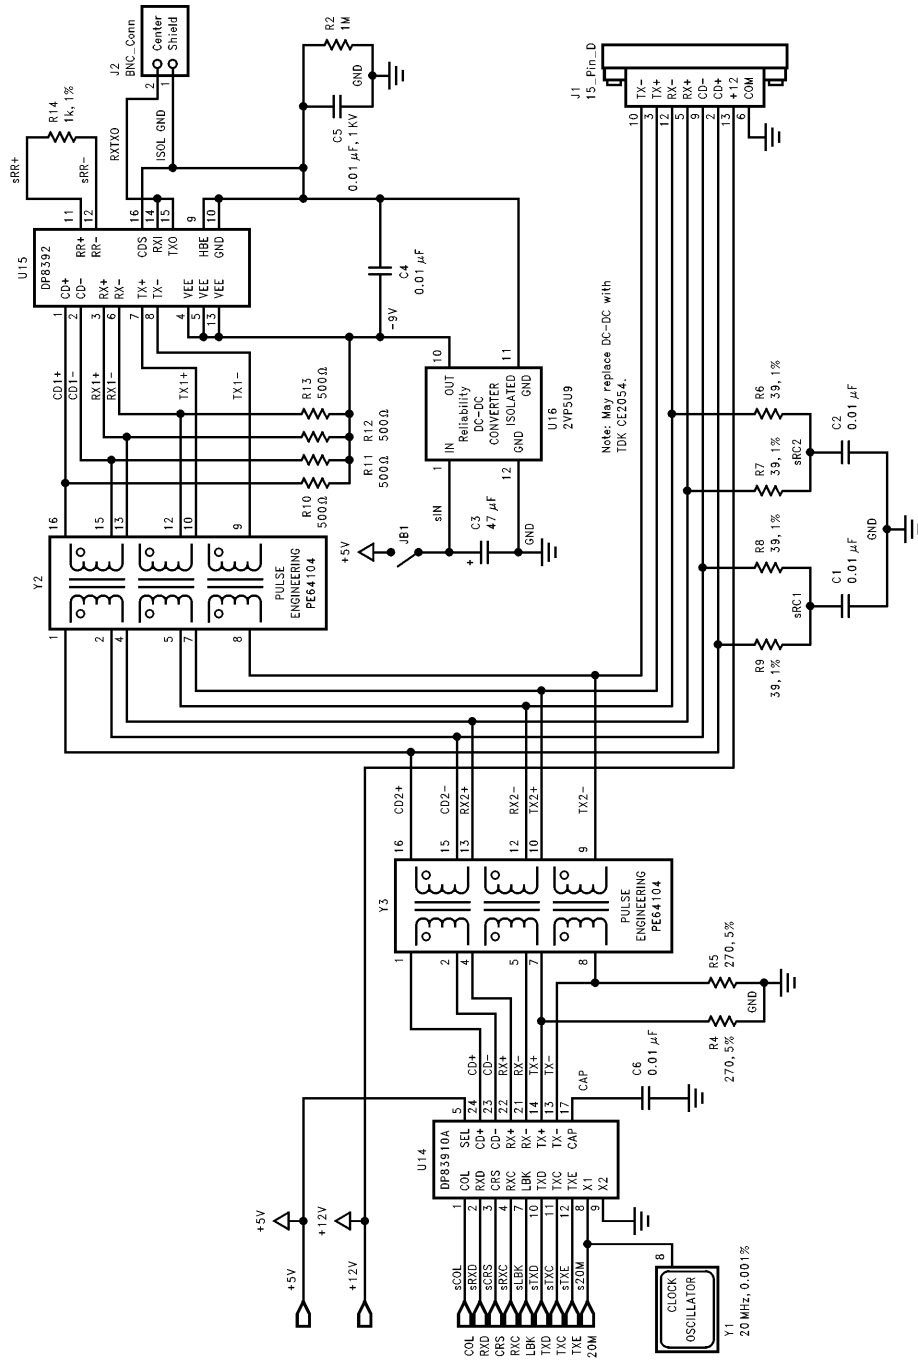 J2
BNC_Conn
Center
Shield
2
1
R2
1M
GND
C5
0.01 µF, 1KV
R14
1k, 1%
sRR+
sRR-
RXTXO
ISOL GND
11
12
16
14
15
9
10
U15
DP8392
RR+
RR-
CDS
RXI
TXO
HBE
GND
CD+
CD-
RX+
RX-
TX+
TX-
VEE
VEE
VEE
1
2
3
6
7
8
4
5
13
C4
0.01 µF
-9V
CD1+
CD1-
RX1+
RX1-
TX1+
TX1-
R13
500Ω
R12
500Ω
R11
500Ω
R10
500Ω
10
11
OUT
GND
Reliability
DC-DC
CONVERTER
ISOLATED
IN
GND
1
12
U16
2VP5U9
sIN
+5V
JB1
+
C3
47 µF
GND
Note: May replace DC-DC with
TDK CE2054.
J1
15_Pin_D
TX-
TX+
RX-
RX+
CD-
CD+
+12
COM
10
3
12
5
9
2
13
6
16
15
13
12
10
9
Y2
PULSE
ENGINEERING
PE64104
1
2
4
5
7
8
R6
39, 1%
R7
39, 1%
sRC2
C2
0.01 µF
R8
39, 1%
GND
sRC1
C1
0.01 µF
R9
39, 1%
CD2+
CD2-
RX2+
RX2-
TX2+
TX2-
16
15
13
12
10
9
Y3
PULSE
ENGINEERING
PE64104
1
2
4
5
7
8
R5
270, 5%
GND
R4
270, 5%
CD+
CD-
RX+
RX-
TX+
TX-
CAP
C6
0.01 µF
5
24
23
22
21
14
13
17
U14
DP83910A
SEL
CD+
CD-
RX+
RX-
TX+
TX-
CAP
COL
RXD
CRS
RXC
LBK
TXD
TXC
TXE
X1
X2
1
2
3
4
7
10
11
12
8
9
+5V
+12V
+5V
+12V
sCOL
sRXD
sCRS
sRXC
sLBK
sTXD
sTXC
sTXE
s20M
COL
RXD
CRS
RXC
LBK
TXD
TXC
TXE
20M
8
CLOCK
OSCILLATOR
Y1
20 MHz, 0.001%